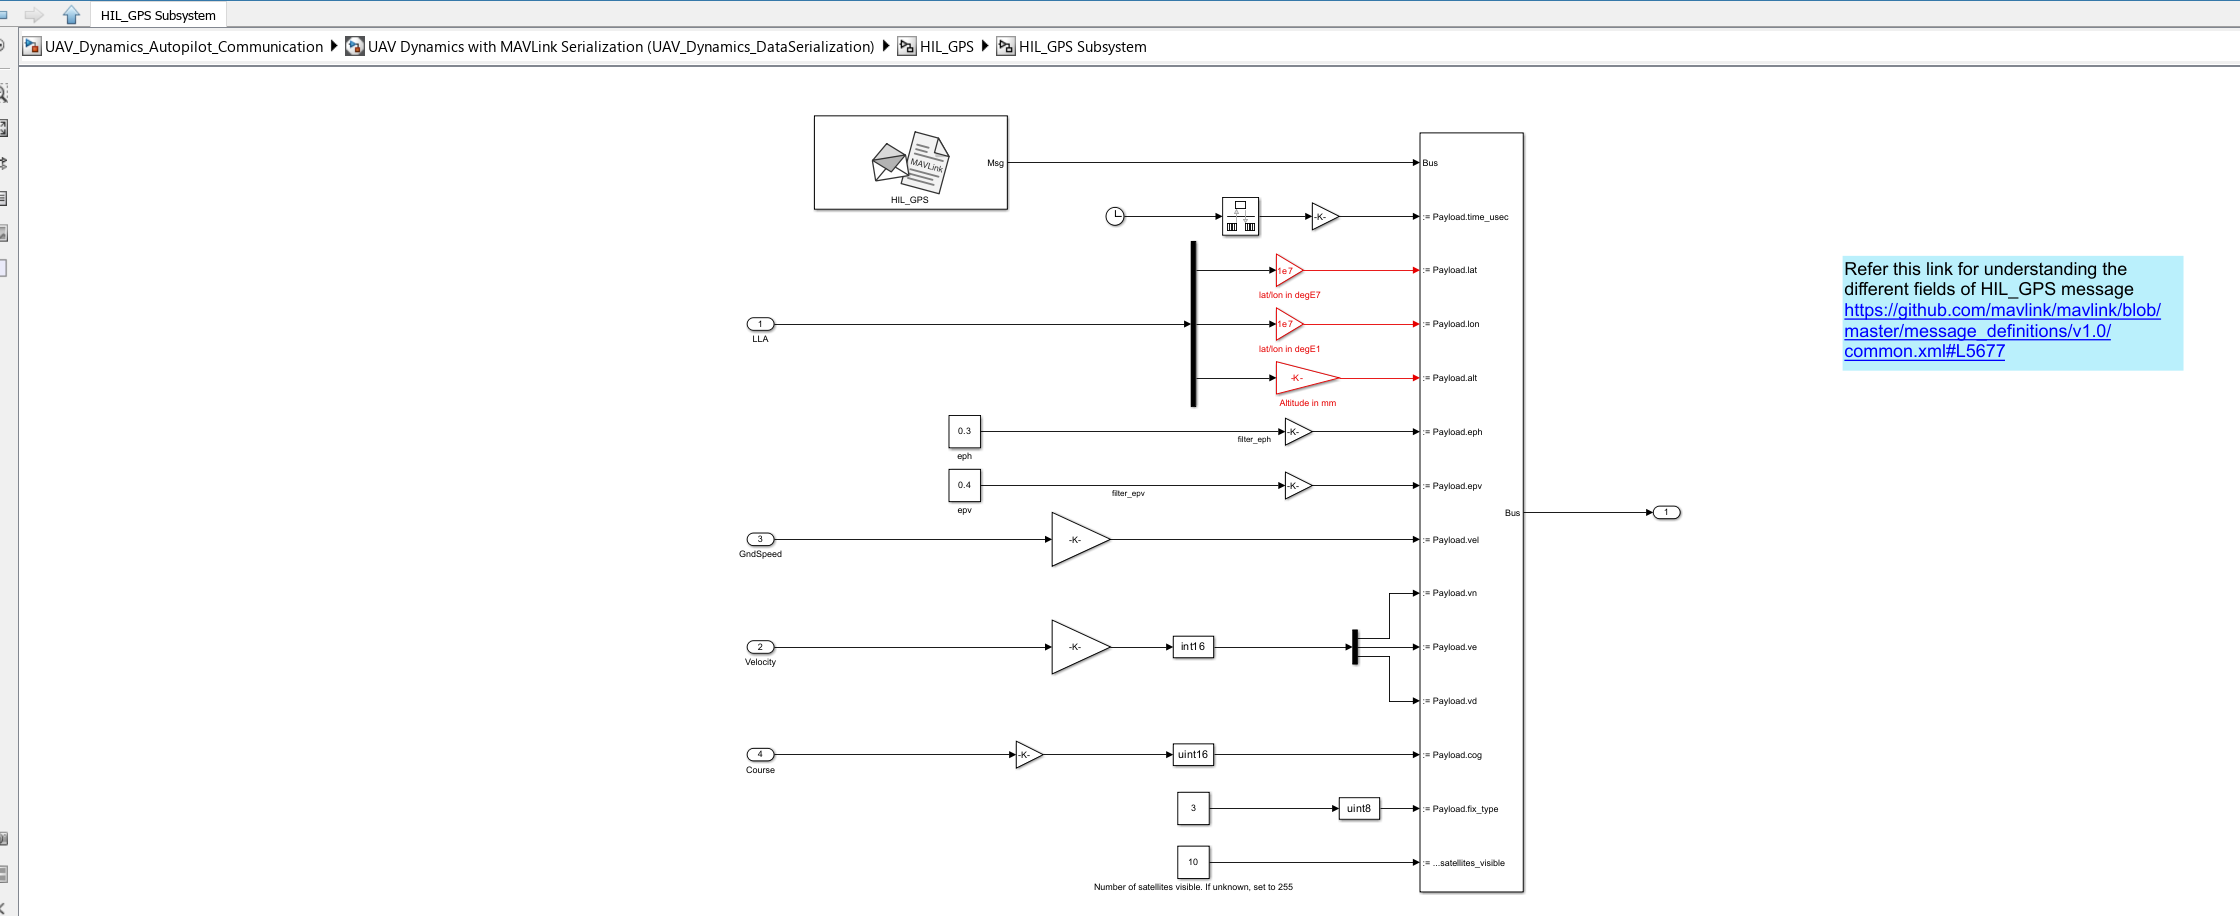 HIL_GPS Subsystem
UAV_Dynamics_Autopilot_Communication
UAV Dynamics with MAVLink Serialization (UAV_Dynamics_DataSerialization)
HIL_GPS
HIL_GPS Subsystem
MAVLink
Msg
HIL_GPS
Bus
-K-
:= Payload.time_usec
1e7
:= Payload.lat
lat/lon in degE7
1
LLA
1e7
:= Payload.lon
lat/lon in degE1
-K-
:= Payload.alt
Altitude in mm
0.3
eph
filter_eph
-K-
:= Payload.eph
0.4
epv
filter_epv
-K-
:= Payload.epv
Bus
1
3
GndSpeed
-K-
:= Payload.vel
:= Payload.vn
2
Velocity
-K-
int16
:= Payload.ve
:= Payload.vd
4
Course
-K-
uint16
:= Payload.cog
3
uint8
:= Payload.fix_type
10
:= ...satellites_visible
Number of satellites visible. If unknown, set to 255
Refer this link for understanding the
different fields of HIL_GPS message
https://github.com/mavlink/mavlink/blob/
master/message_definitions/v1.0/
common.xml#L5677